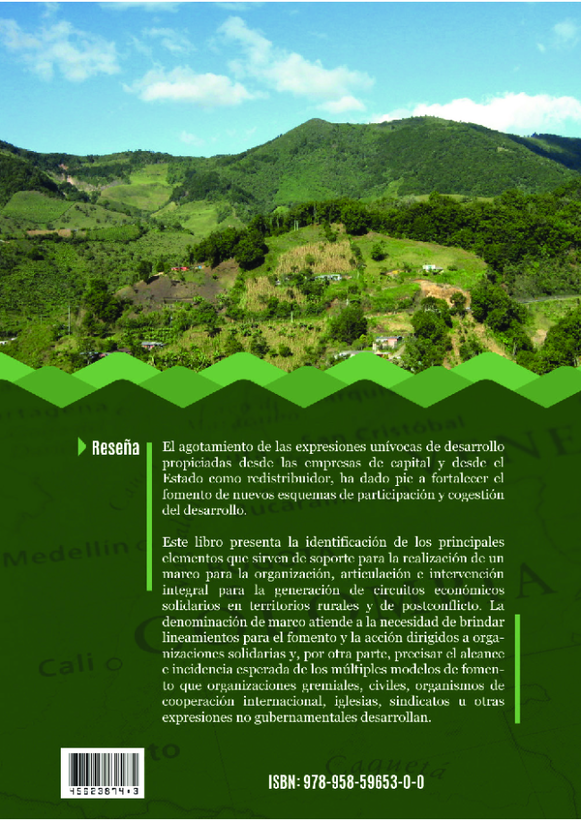 Reseña
El agotamiento de las expresiones unívocas de desarrollo
propiciadas desde las empresas de capital y desde el
Estado como redistribuidor, ha dado pie a fortalecer el
fomento de nuevos esquemas de participación y cogestión
del desarrollo.
Este libro presenta la identificación de los principales
elementos que sirven de soporte para la realización de un
marco para la organización, articulación e intervención
integral para la generación de circuitos económicos
solidarios en territorios rurales y de postconflicto. La
denominación de marco atiende a la necesidad de brindar
lineamientos para el fomento y la acción dirigidos a orga-
nizaciones solidarias y, por otra parte, precisar el alcance
e incidencia esperada de los múltiples modelos de fomen-
to que organizaciones gremiales, civiles, organismos de
cooperación internacional, iglesias, sindicatos u otras
expresiones no gubernamentales desarrollan.
Medellín
Cali
ISBN: 978-958-59653-0-0